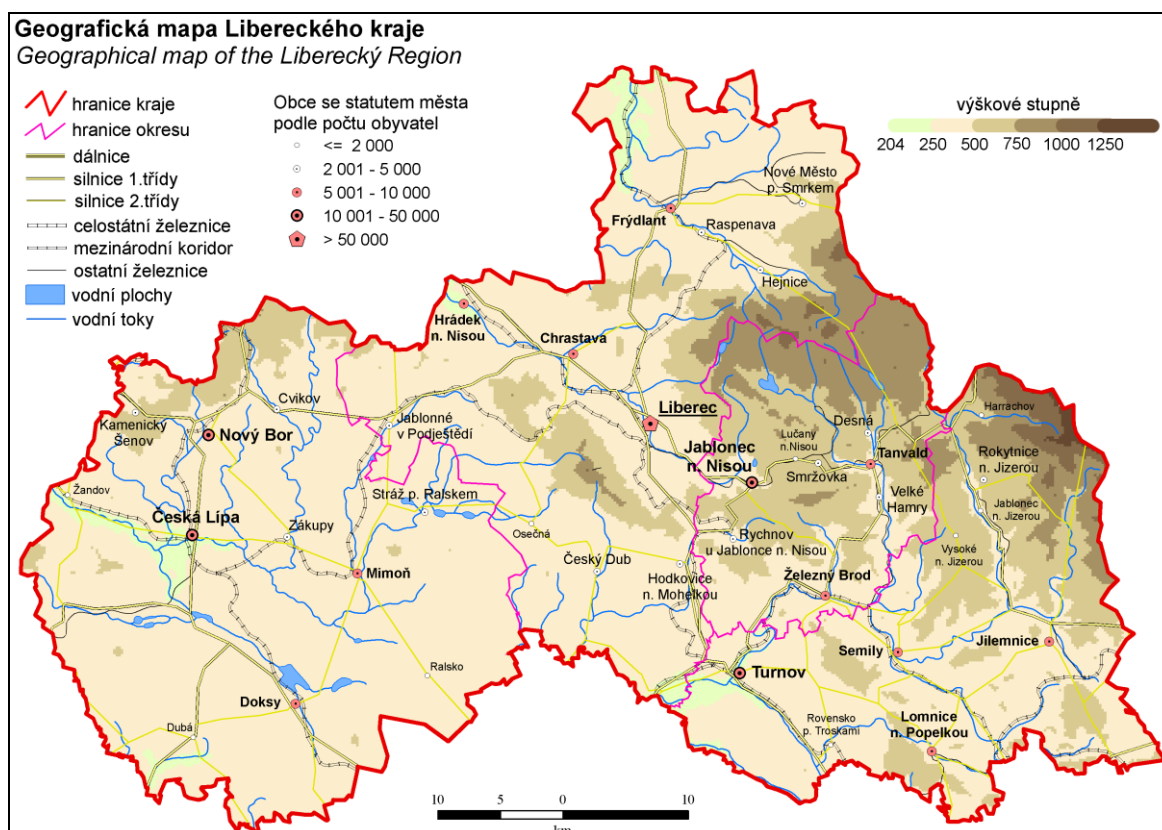 Geografická mapa Libereckého kraje
Geographical map of the Liberecký Region
hranice kraje
hranice okresu
dálnice
silnice 1.třídy
silnice 2.třídy
celostátní železnice
mezinárodní koridor
ostatní železnice
vodní plochy
vodní toky
Obce se statutem města
podle počtu obyvatel
<= 2 000
2 001 - 5 000
5 001 - 10 000
10 001 - 50 000
> 50 000
výškové stupně
204 250 500 750 1000 1250
Nové Město
p. Smrkem
Frýdlant
Raspenava
Hejnice
Hrádek
n. Nisou
Chrastava
Cvikov
Kamenický
Šenov
Nový Bor
Jablonné
v Podještědí
Liberec
Jablonec
n. Nisou
Lučany
n.Nisou
Smržovka
Desná
Tanvald
Harrachov
Rokytnice
n. Jizerou
Velké
Hamry
Jablonec
n. Jizerou
Žandov
Česká Lípa
Zákupy
Stráž p. Ralskem
Osečná
Mimoň
Český Dub
Rychnov
u Jablonce n. Nisou
Hodkovice
n. Mohelkou
Vysoké
n. Jizerou
Železný Brod
Semily
Jilemnice
Turnov
Ralsko
Doksy
Dubá
Rovensko
p. Troskami
Lomnice
n. Popelkou
10 5 0 10
km